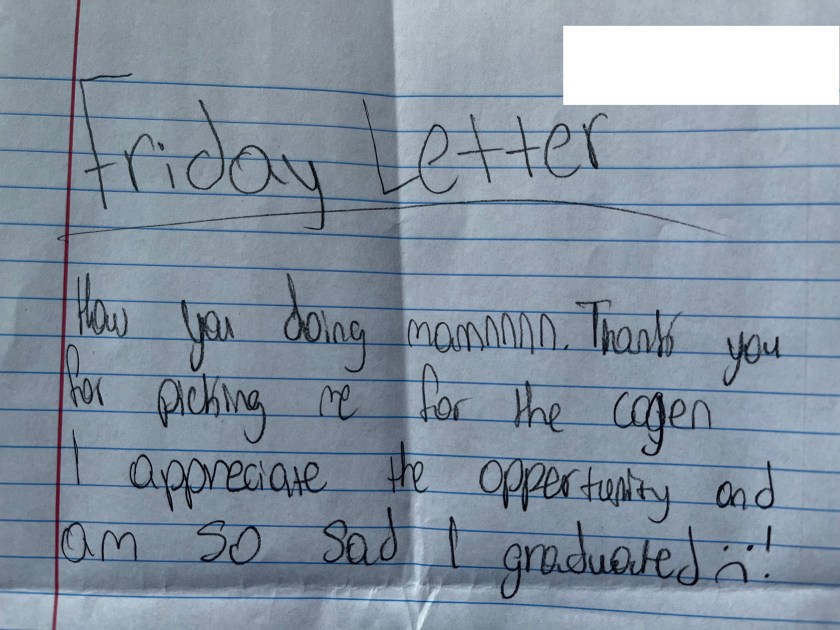 Friday Letter
How you doing mamnnnn. Thank you
for picking me for the cogen
I appreciate the oppertunity and
am so sad I graduated :(!